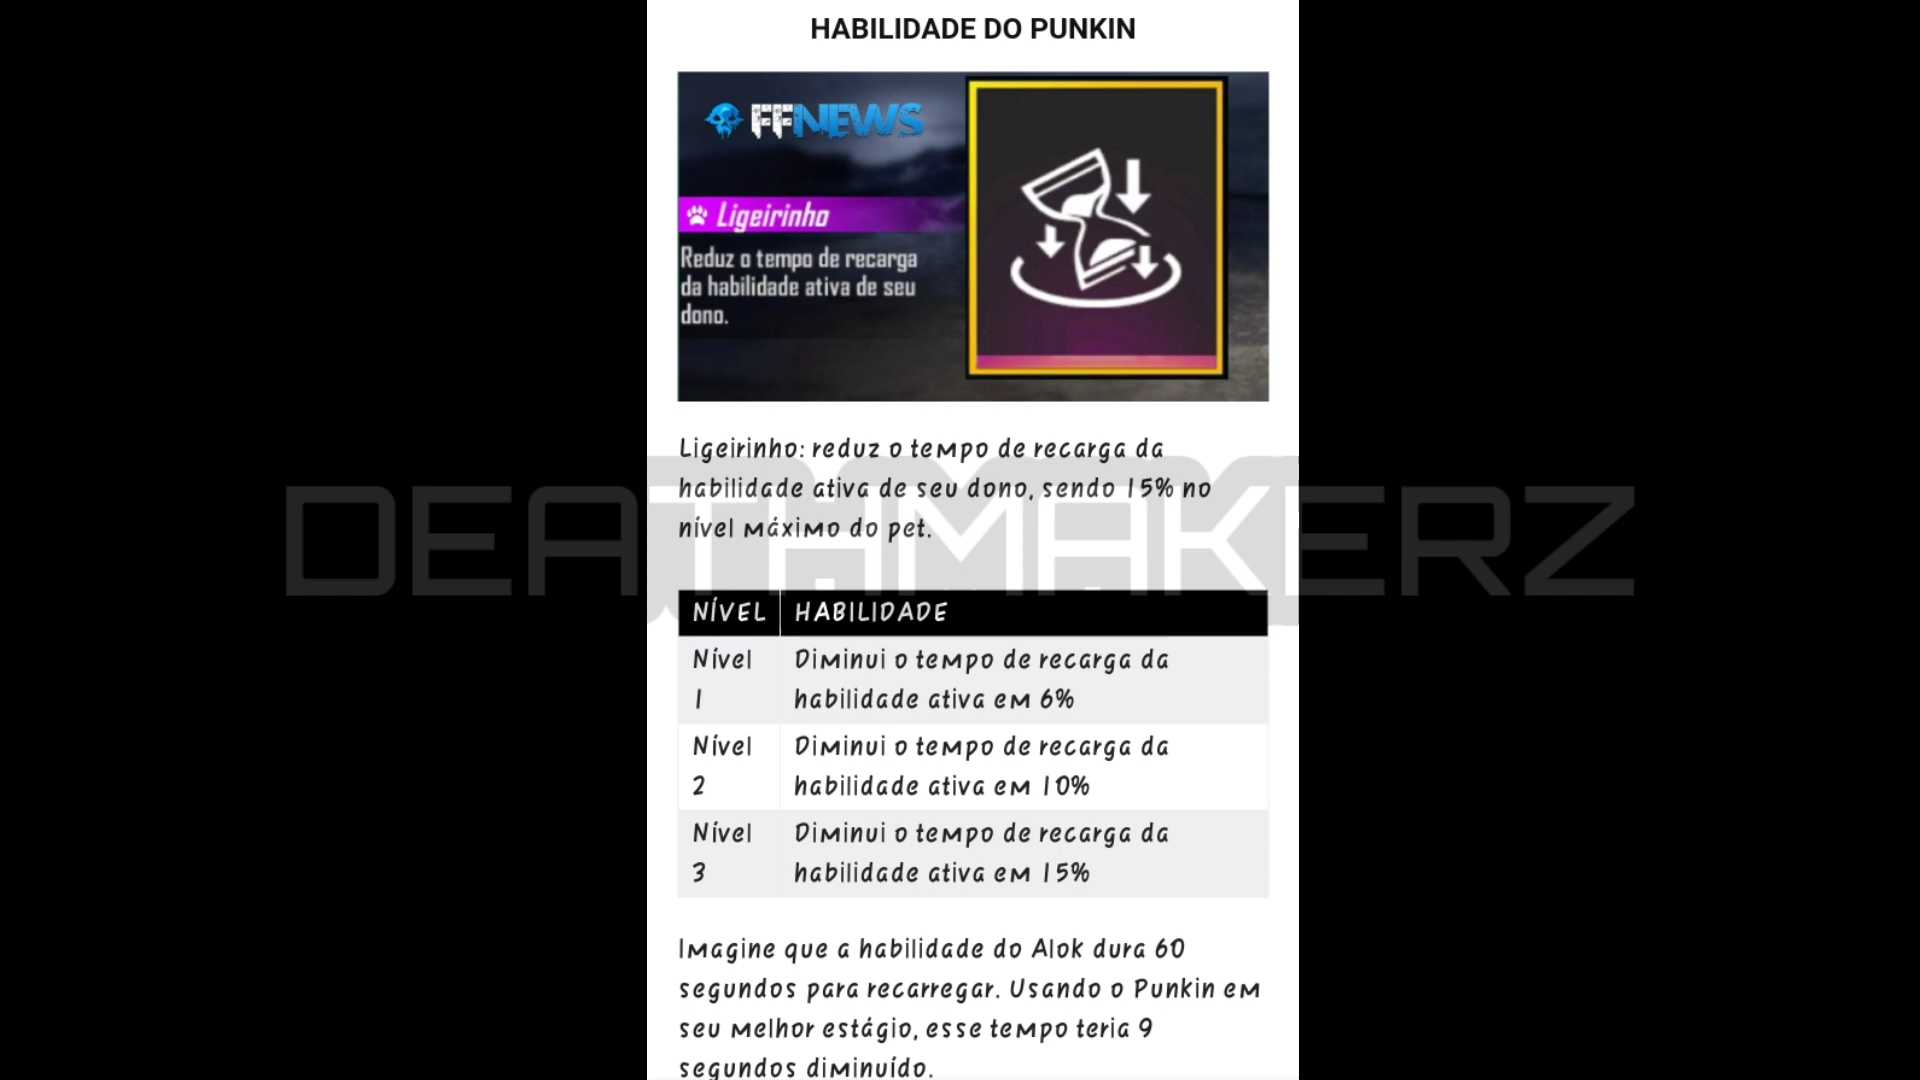 HABILIDADE DO PUNKIN
FFNEWS
Ligeirinho
Reduz o tempo de recarga
da habilidade ativa de seu
dono.
Ligeirinho: reduz o tempo de recarga da
habilidade ativa de seu dono, sendo 15% no
nível máximo do pet.
DEATHMAKERZ
NÍVEL HABILIDADE
Nível Diminui o tempo de recarga da
1 habilidade ativa em 6%
Nível Diminui o tempo de recarga da
2 habilidade ativa em 10%
Nível Diminui o tempo de recarga da
3 habilidade ativa em 15%
Imagine que a habilidade do Alok dura 60
segundos para recarregar. Usando o Punkin em
seu melhor estágio, esse tempo teria 9
segundos diminuído.